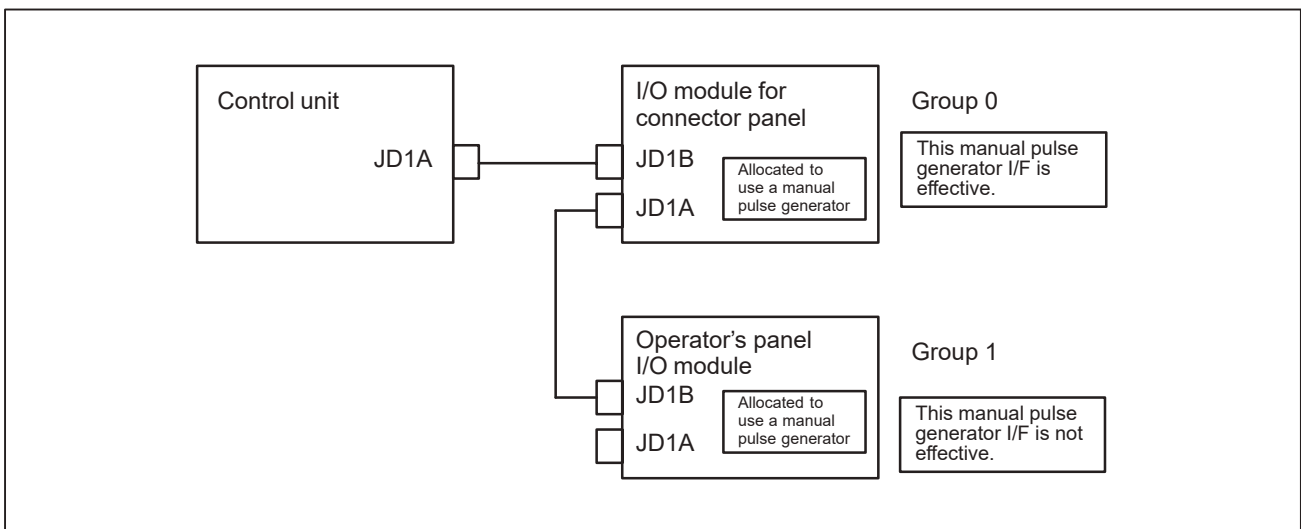 Control unit
JD1A
I/O module for
connector panel
JD1B
JD1A
Allocated to
use a manual
pulse generator
Group 0
This manual pulse
generator I/F is
effective.
Operator’s panel
I/O module
JD1B
JD1A
Allocated to
use a manual
pulse generator
Group 1
This manual pulse
generator I/F is not
effective.